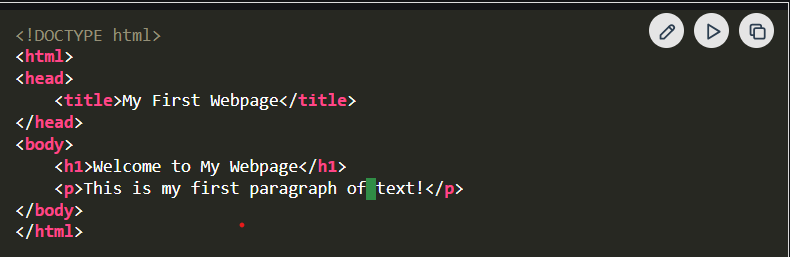 <!DOCTYPE html>
<html>
<head>
    <title>My First Webpage</title>
</head>
<body>
    <h1>Welcome to My Webpage</h1>
    <p>This is my first paragraph of text!</p>
</body>
</html>